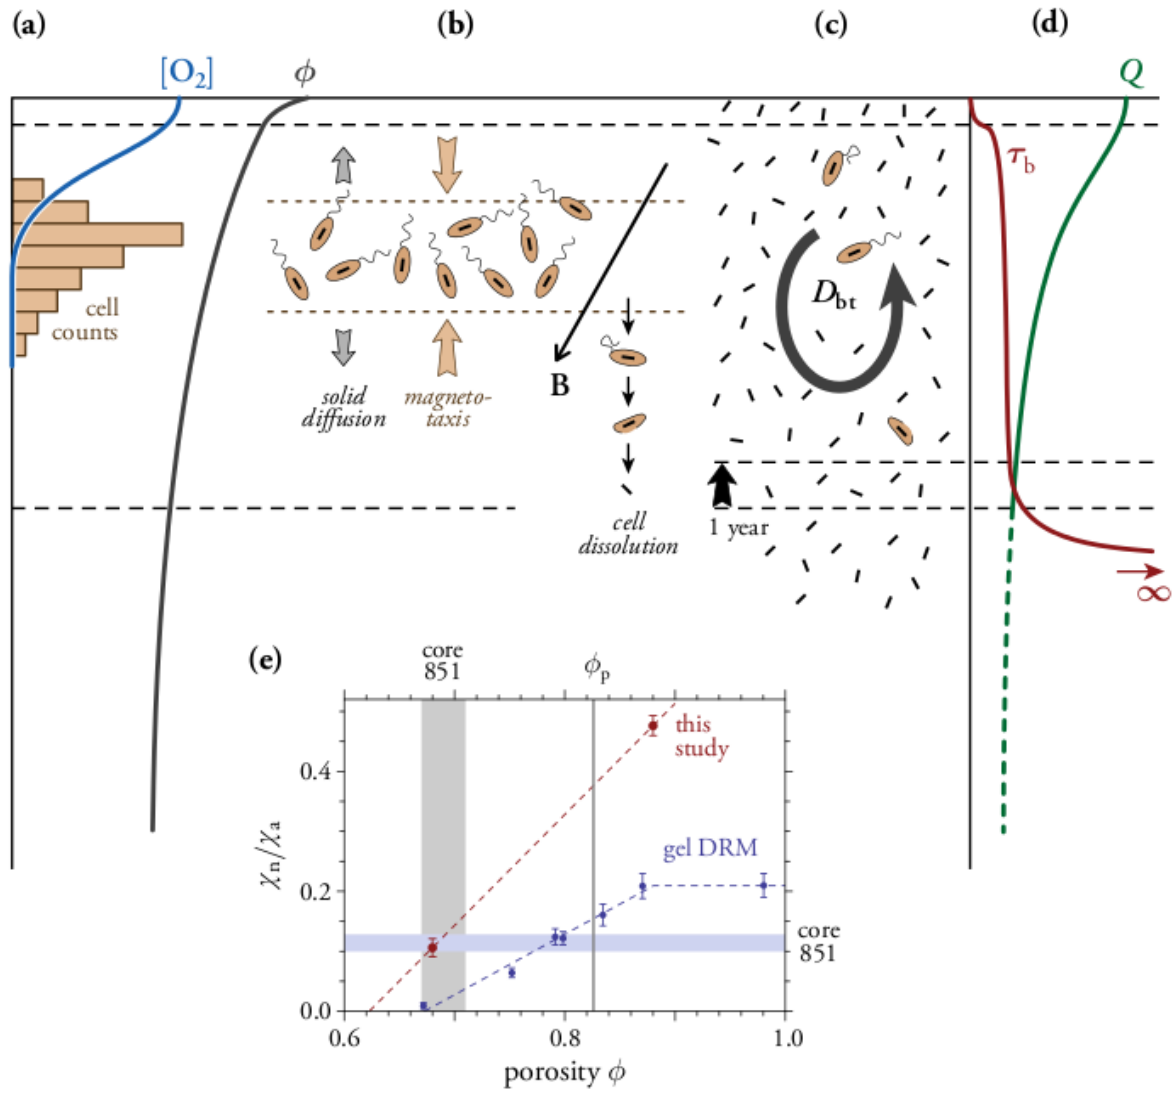 (a)
(b)
(c)
(d)
[O₂]
ϕ
Q
τb
cell
counts
solid
diffusion
magneto-
taxis
B
Dbt
cell
dissolution
1 year
∞
(e)
core
851
ϕp
this
study
gel DRM
core
851
χn/χa
0.4
0.2
0.0
0.6
0.8
1.0
porosity ϕ